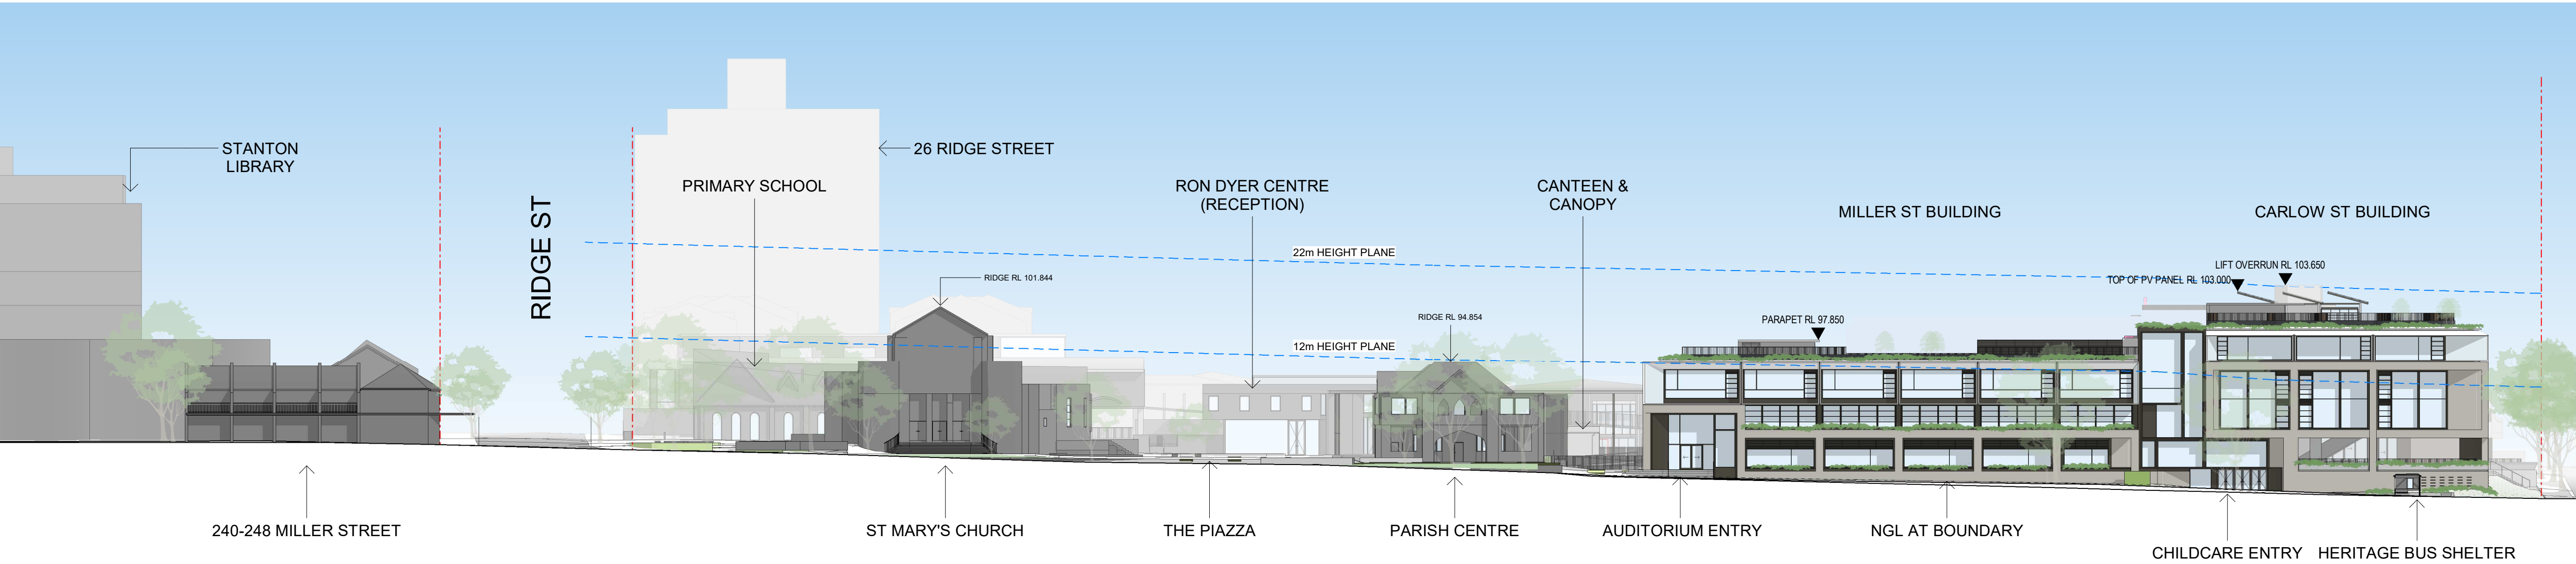 STANTON
LIBRARY
RIDGE ST
26 RIDGE STREET
PRIMARY SCHOOL
RON DYER CENTRE
(RECEPTION)
CANTEEN &
CANOPY
MILLER ST BUILDING
CARLOW ST BUILDING
22m HEIGHT PLANE
RIDGE RL 101.844
LIFT OVERRUN RL 103.650
TOP OF PV PANEL RL 103.000
RIDGE RL 94.854
PARAPET RL 97.850
12m HEIGHT PLANE
240-248 MILLER STREET
ST MARY'S CHURCH
THE PIAZZA
PARISH CENTRE
AUDITORIUM ENTRY
NGL AT BOUNDARY
CHILDCARE ENTRY
HERITAGE BUS SHELTER